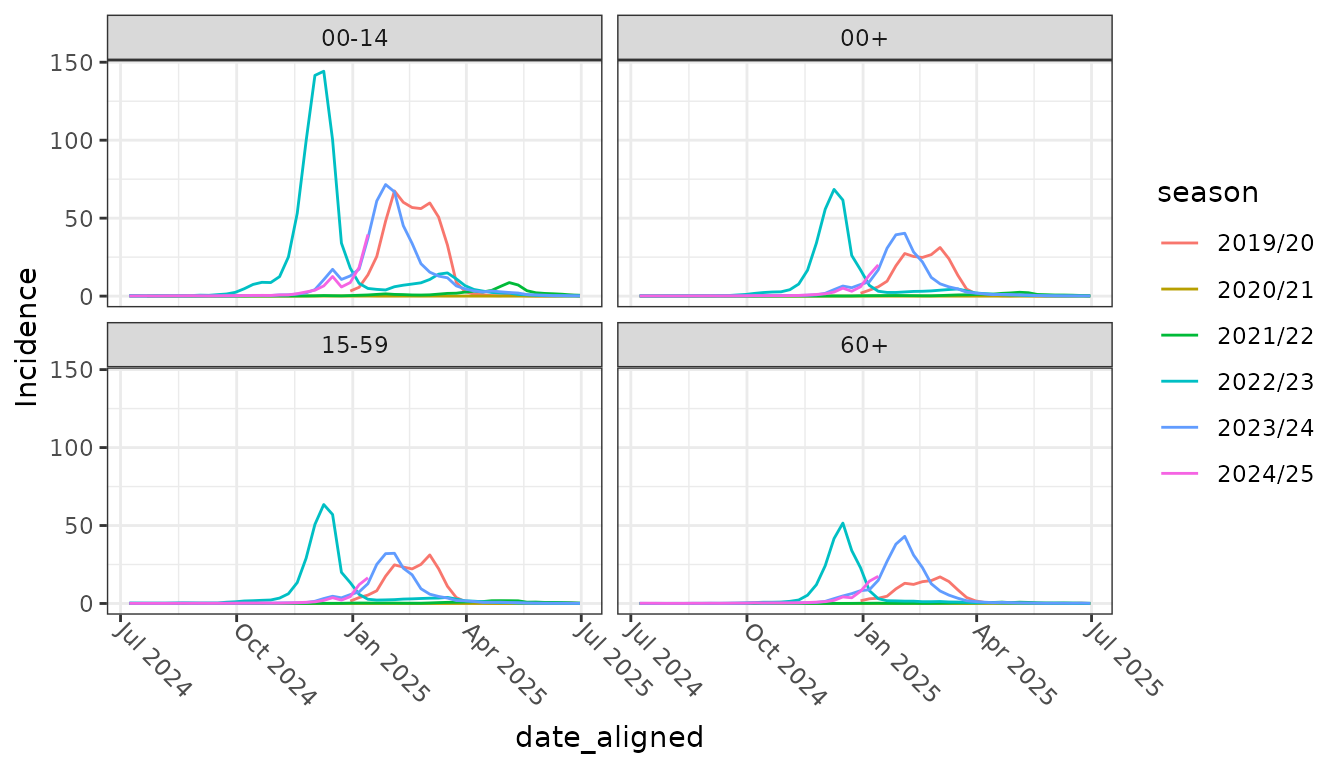 00-14
00+
150
100
50
0
15-59
60+
150
100
50
0
Jul 2024
Oct 2024
Jan 2025
Apr 2025
Jul 2025
Jul 2024
Oct 2024
Jan 2025
Apr 2025
Jul 2025
date_aligned
Incidence
season
2019/20
2020/21
2021/22
2022/23
2023/24
2024/25